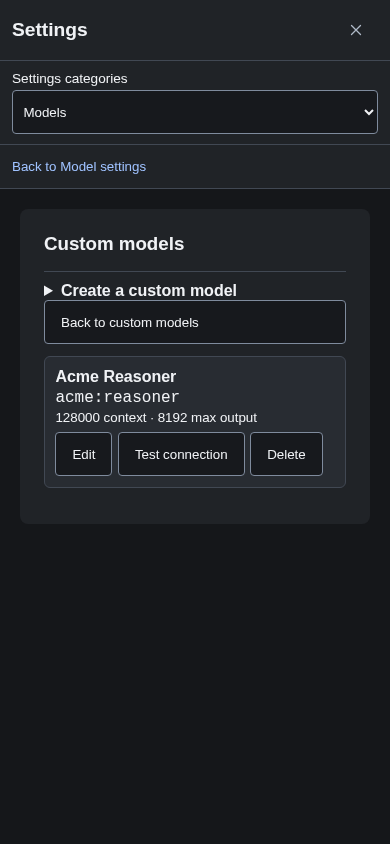 Settings
Settings categories
Models
Back to Model settings
Custom models
Create a custom model
Back to custom models
Acme Reasoner
acme:reasoner
128000 context · 8192 max output
Edit
Test connection
Delete